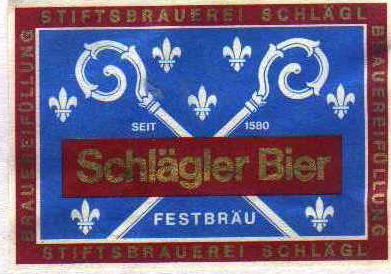 STIFTSBRAUEREI SCHLÄGL
BRAUEREIFÜLLUNG
BRAUEREIFÜLLUNG
SEIT 1580
Schlägler Bier
FESTBRÄU
STIFTSBRAUEREI SCHLÄGL